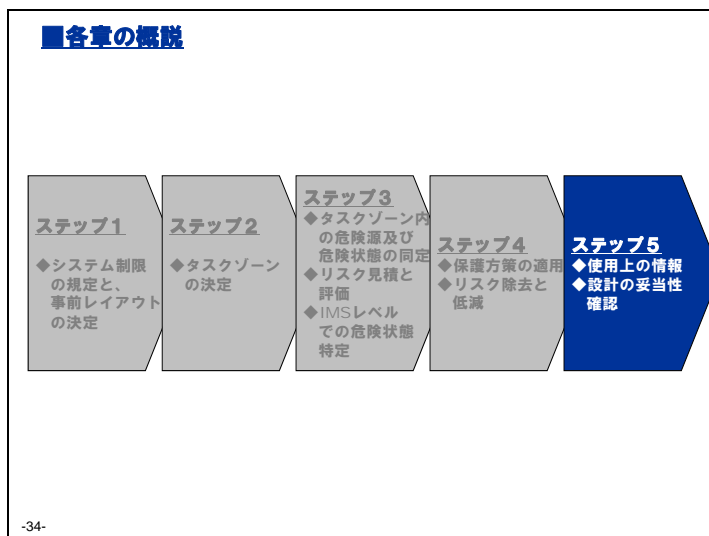 ■各章の概説
ステップ1
◆システム制限
の規定と、
事前レイアウト
の決定
ステップ2
◆タスクゾーン
の決定
ステップ3
◆タスクゾーン内
の危険源及び
危険状態の同定
◆リスク見積と
評価
◆IMSレベル
での危険状態
特定
ステップ4
◆保護方策の適用
◆リスク除去と
低減
ステップ5
◆使用上の情報
◆設計の妥当性
確認
-34-